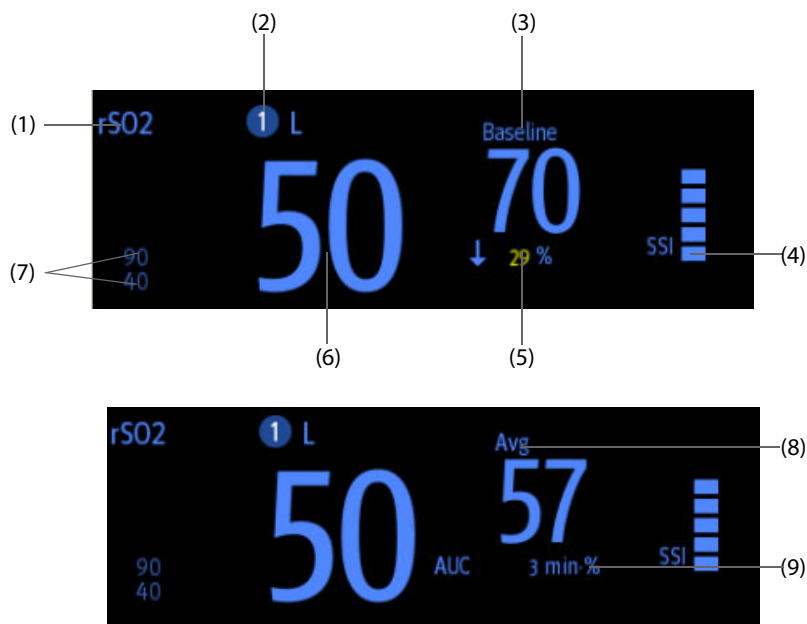 (2) (3)
(1) rSO2 1 L Baseline
50 70
(7) 90 ↓ 29 % SSI (4)
40
(6) (5)
rSO2 1 L Avg (8)
50 57
90 AUC 3 min·% SSI (9)
40